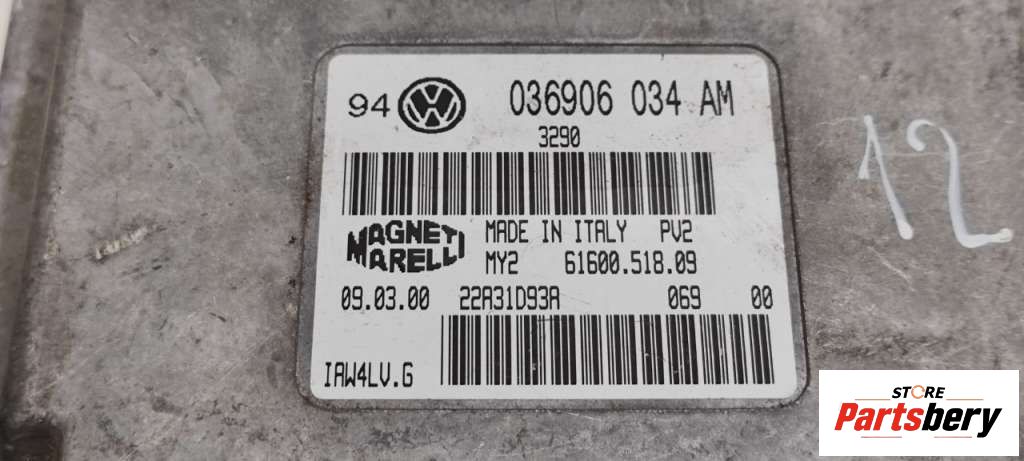 94 VW 036906 034 AM
3290
MAGNETI MARELLI
MADE IN ITALY PV2
MY2 61600.518.09
09.03.00 22A31D93A 069 00
IAW4LV.G
12
STORE
Partsbery